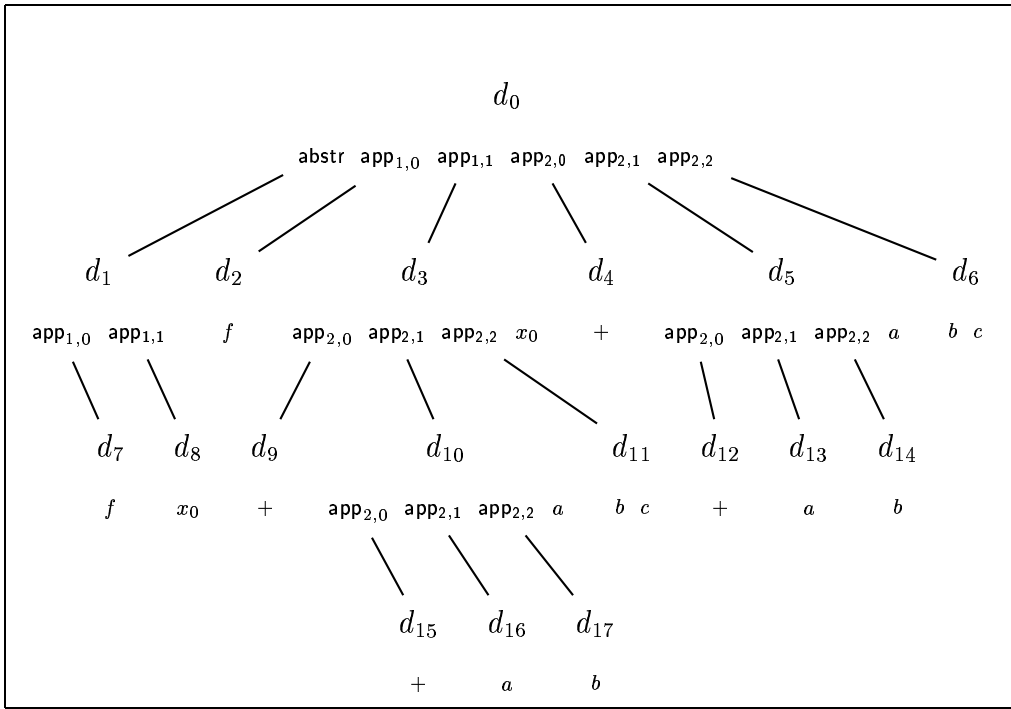 d₀
abstr app₁,₀ app₁,₁ app₂,₀ app₂,₁ app₂,₂
d₁ d₂ d₃ d₄ d₅ d₆
app₁,₀ app₁,₁ f app₂,₀ app₂,₁ app₂,₂ x₀ + app₂,₀ app₂,₁ app₂,₂ a b c
d₇ d₈ d₉ d₁₀ d₁₁ d₁₂ d₁₃ d₁₄
f x₀ + app₂,₀ app₂,₁ app₂,₂ a b c + a b
d₁₅ d₁₆ d₁₇
+ a b